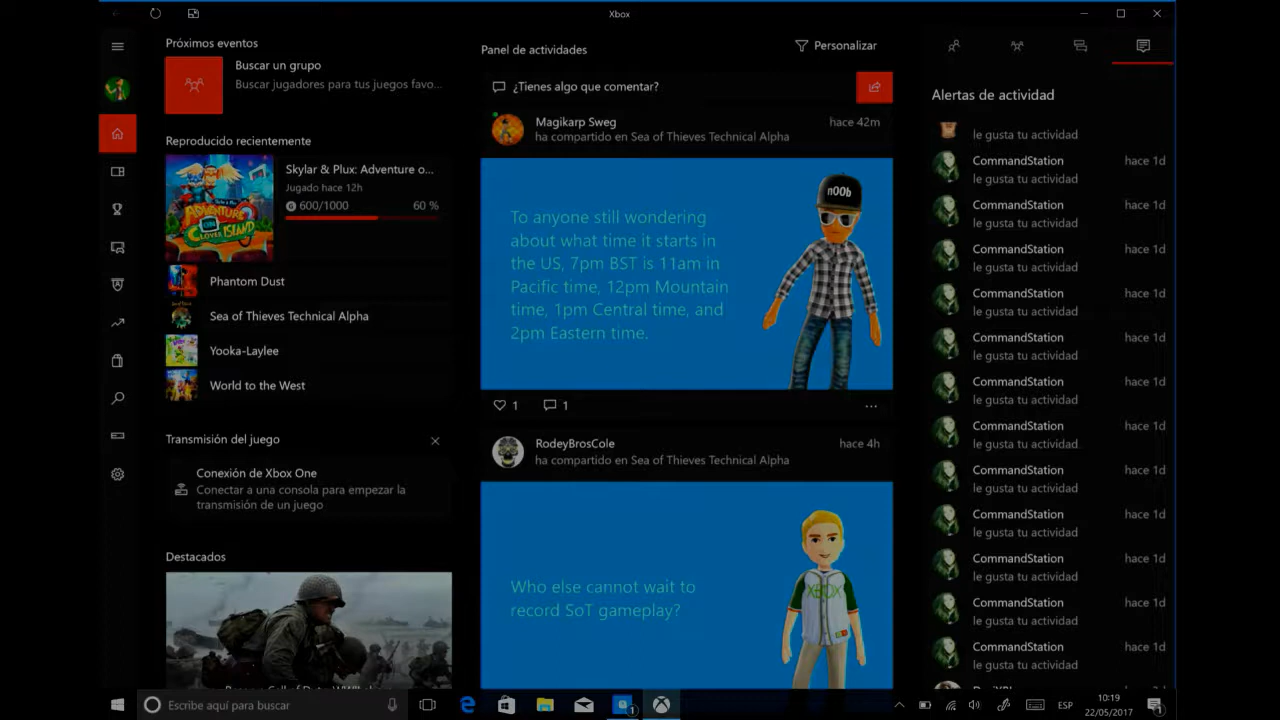 Xbox
Próximos eventos
Buscar un grupo
Buscar jugadores para tus juegos favo...
Reproducido recientemente
Skylar & Plux: Adventure o...
Jugado hace 12h
G 600/1000 60 %
ADVENTURE
ON
CLOVER ISLAND
Phantom Dust
Sea of Thieves Technical Alpha
Yooka-Laylee
World to the West
Transmisión del juego
Conexión de Xbox One
Conectar a una consola para empezar la
transmisión de un juego
Destacados
Panel de actividades
Personalizar
¿Tienes algo que comentar?
Magikarp Sweg hace 42m
ha compartido en Sea of Thieves Technical Alpha
To anyone still wondering
about what time it starts in
the US, 7pm BST is 11am in
Pacific time, 12pm Mountain
time, 1pm Central time, and
2pm Eastern time.
n00b
1 1
RodeyBrosCole hace 4h
ha compartido en Sea of Thieves Technical Alpha
Who else cannot wait to
record SoT gameplay?
XBOX
Alertas de actividad
le gusta tu actividad
CommandStation hace 1d
le gusta tu actividad
CommandStation hace 1d
le gusta tu actividad
CommandStation hace 1d
le gusta tu actividad
CommandStation hace 1d
le gusta tu actividad
CommandStation hace 1d
le gusta tu actividad
CommandStation hace 1d
le gusta tu actividad
CommandStation hace 1d
le gusta tu actividad
CommandStation hace 1d
le gusta tu actividad
CommandStation hace 1d
le gusta tu actividad
CommandStation hace 1d
le gusta tu actividad
CommandStation hace 1d
le gusta tu actividad
CommandStation hace 1d
le gusta tu actividad
Escribe aquí para buscar
1
ESP
10:19
22/05/2017
1